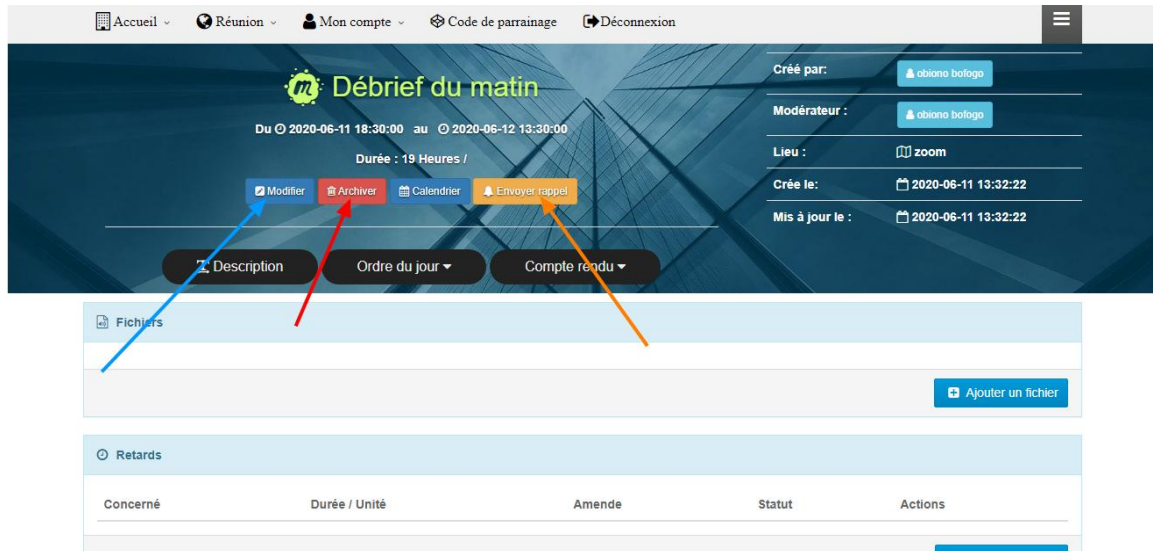 Accueil Réunion Mon compte Code de parrainage Déconnexion
Débrief du matin
Du 2020-06-11 18:30:00 au 2020-06-12 13:30:00
Durée : 19 Heures /
Modifier Archiver Calendrier Envoyer rappel
Créé par: obiono bofogo
Modérateur : obiono bofogo
Lieu : zoom
Crée le: 2020-06-11 13:32:22
Mis à jour le : 2020-06-11 13:32:22
Description Ordre du jour Compte rendu
Fichiers
Ajouter un fichier
Retards
Concerné Durée / Unité Amende Statut Actions